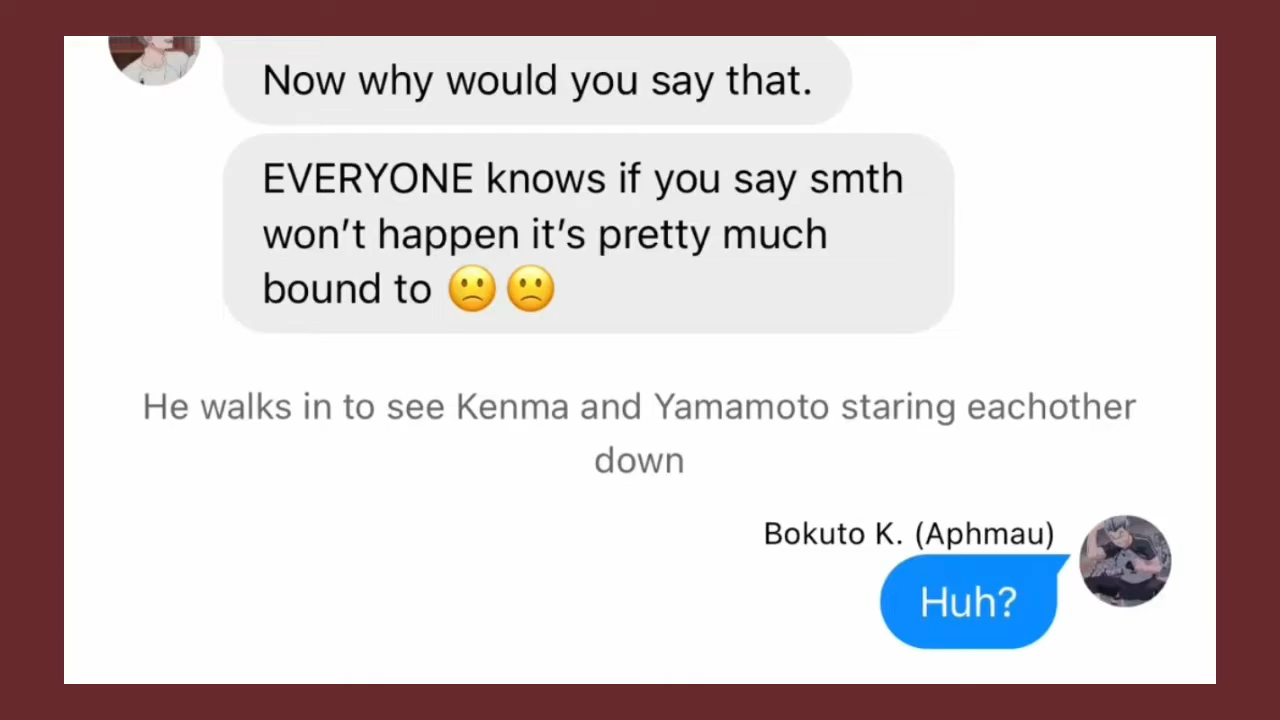 Now why would you say that.
EVERYONE knows if you say smth
won’t happen it’s pretty much
bound to 🙁🙁
He walks in to see Kenma and Yamamoto staring eachother
down
Bokuto K. (Aphmau)
Huh?